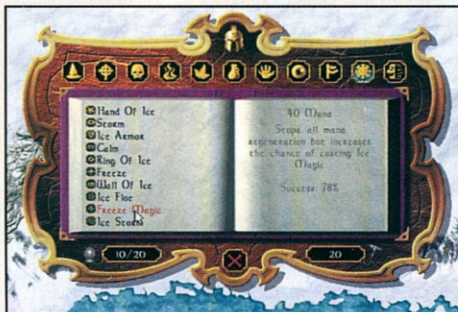 Hand Of Ice
Storm
Ice Armor
Calm
Ring Of Ice
Freeze
Wall Of Ice
Ice Floe
Freeze Magic
Ice Storm
40 Mana
Stops all mana
regeneration but increases
the chance of casting Ice
Magic
Success 78%
10/20
20